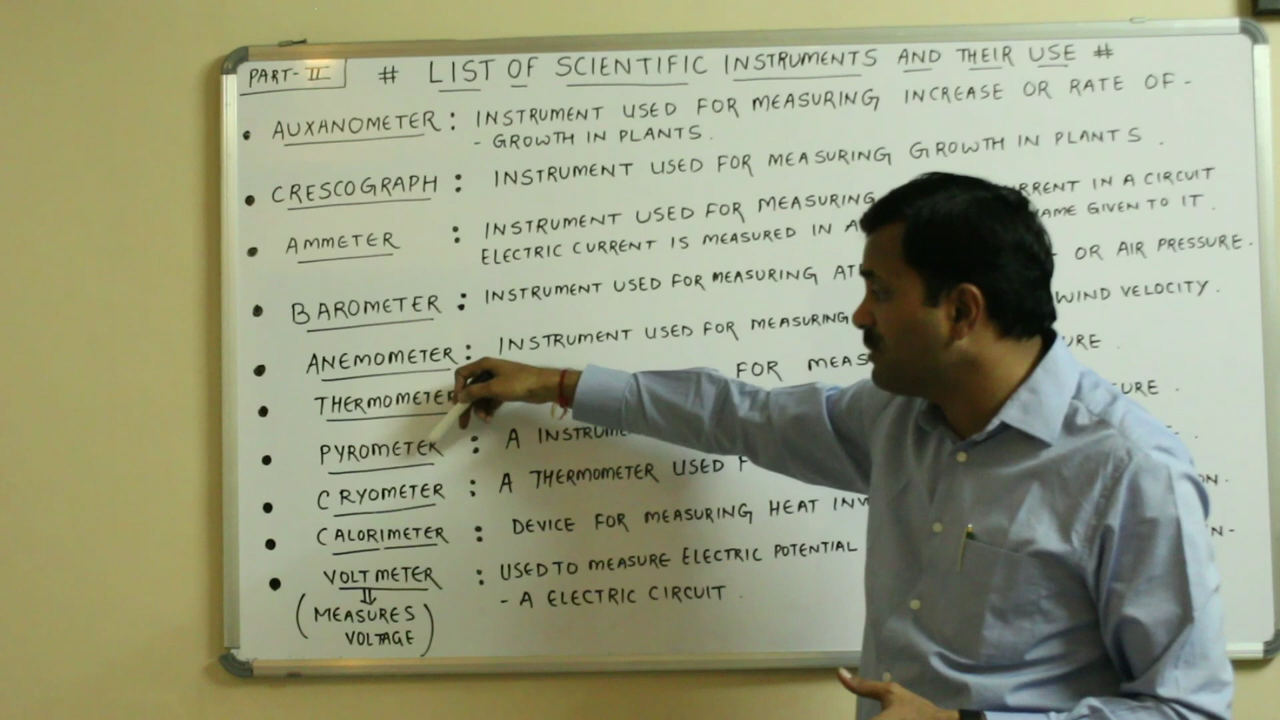 PART-II # LIST OF SCIENTIFIC INSTRUMENTS AND THEIR USE #
• AUXANOMETER : INSTRUMENT USED FOR MEASURING INCREASE OR RATE OF -
- GROWTH IN PLANTS.
• CRESCOGRAPH : INSTRUMENT USED FOR MEASURING GROWTH IN PLANTS.
• AMMETER : INSTRUMENT USED FOR MEASURING CURRENT IN A CIRCUIT
ELECTRIC CURRENT IS MEASURED IN NAME GIVEN TO IT.
• BAROMETER : INSTRUMENT USED FOR MEASURING OR AIR PRESSURE.
• ANEMOMETER : INSTRUMENT USED FOR MEASURING WIND VELOCITY.
• THERMOMETER FOR
• PYROMETER : A
• CRYOMETER : A THERMOMETER USED
• CALORIMETER : DEVICE FOR MEASURING HEAT
• VOLTMETER : USED TO MEASURE ELECTRIC POTENTIAL
- A ELECTRIC CIRCUIT.
⇓
(MEASURES
VOLTAGE)